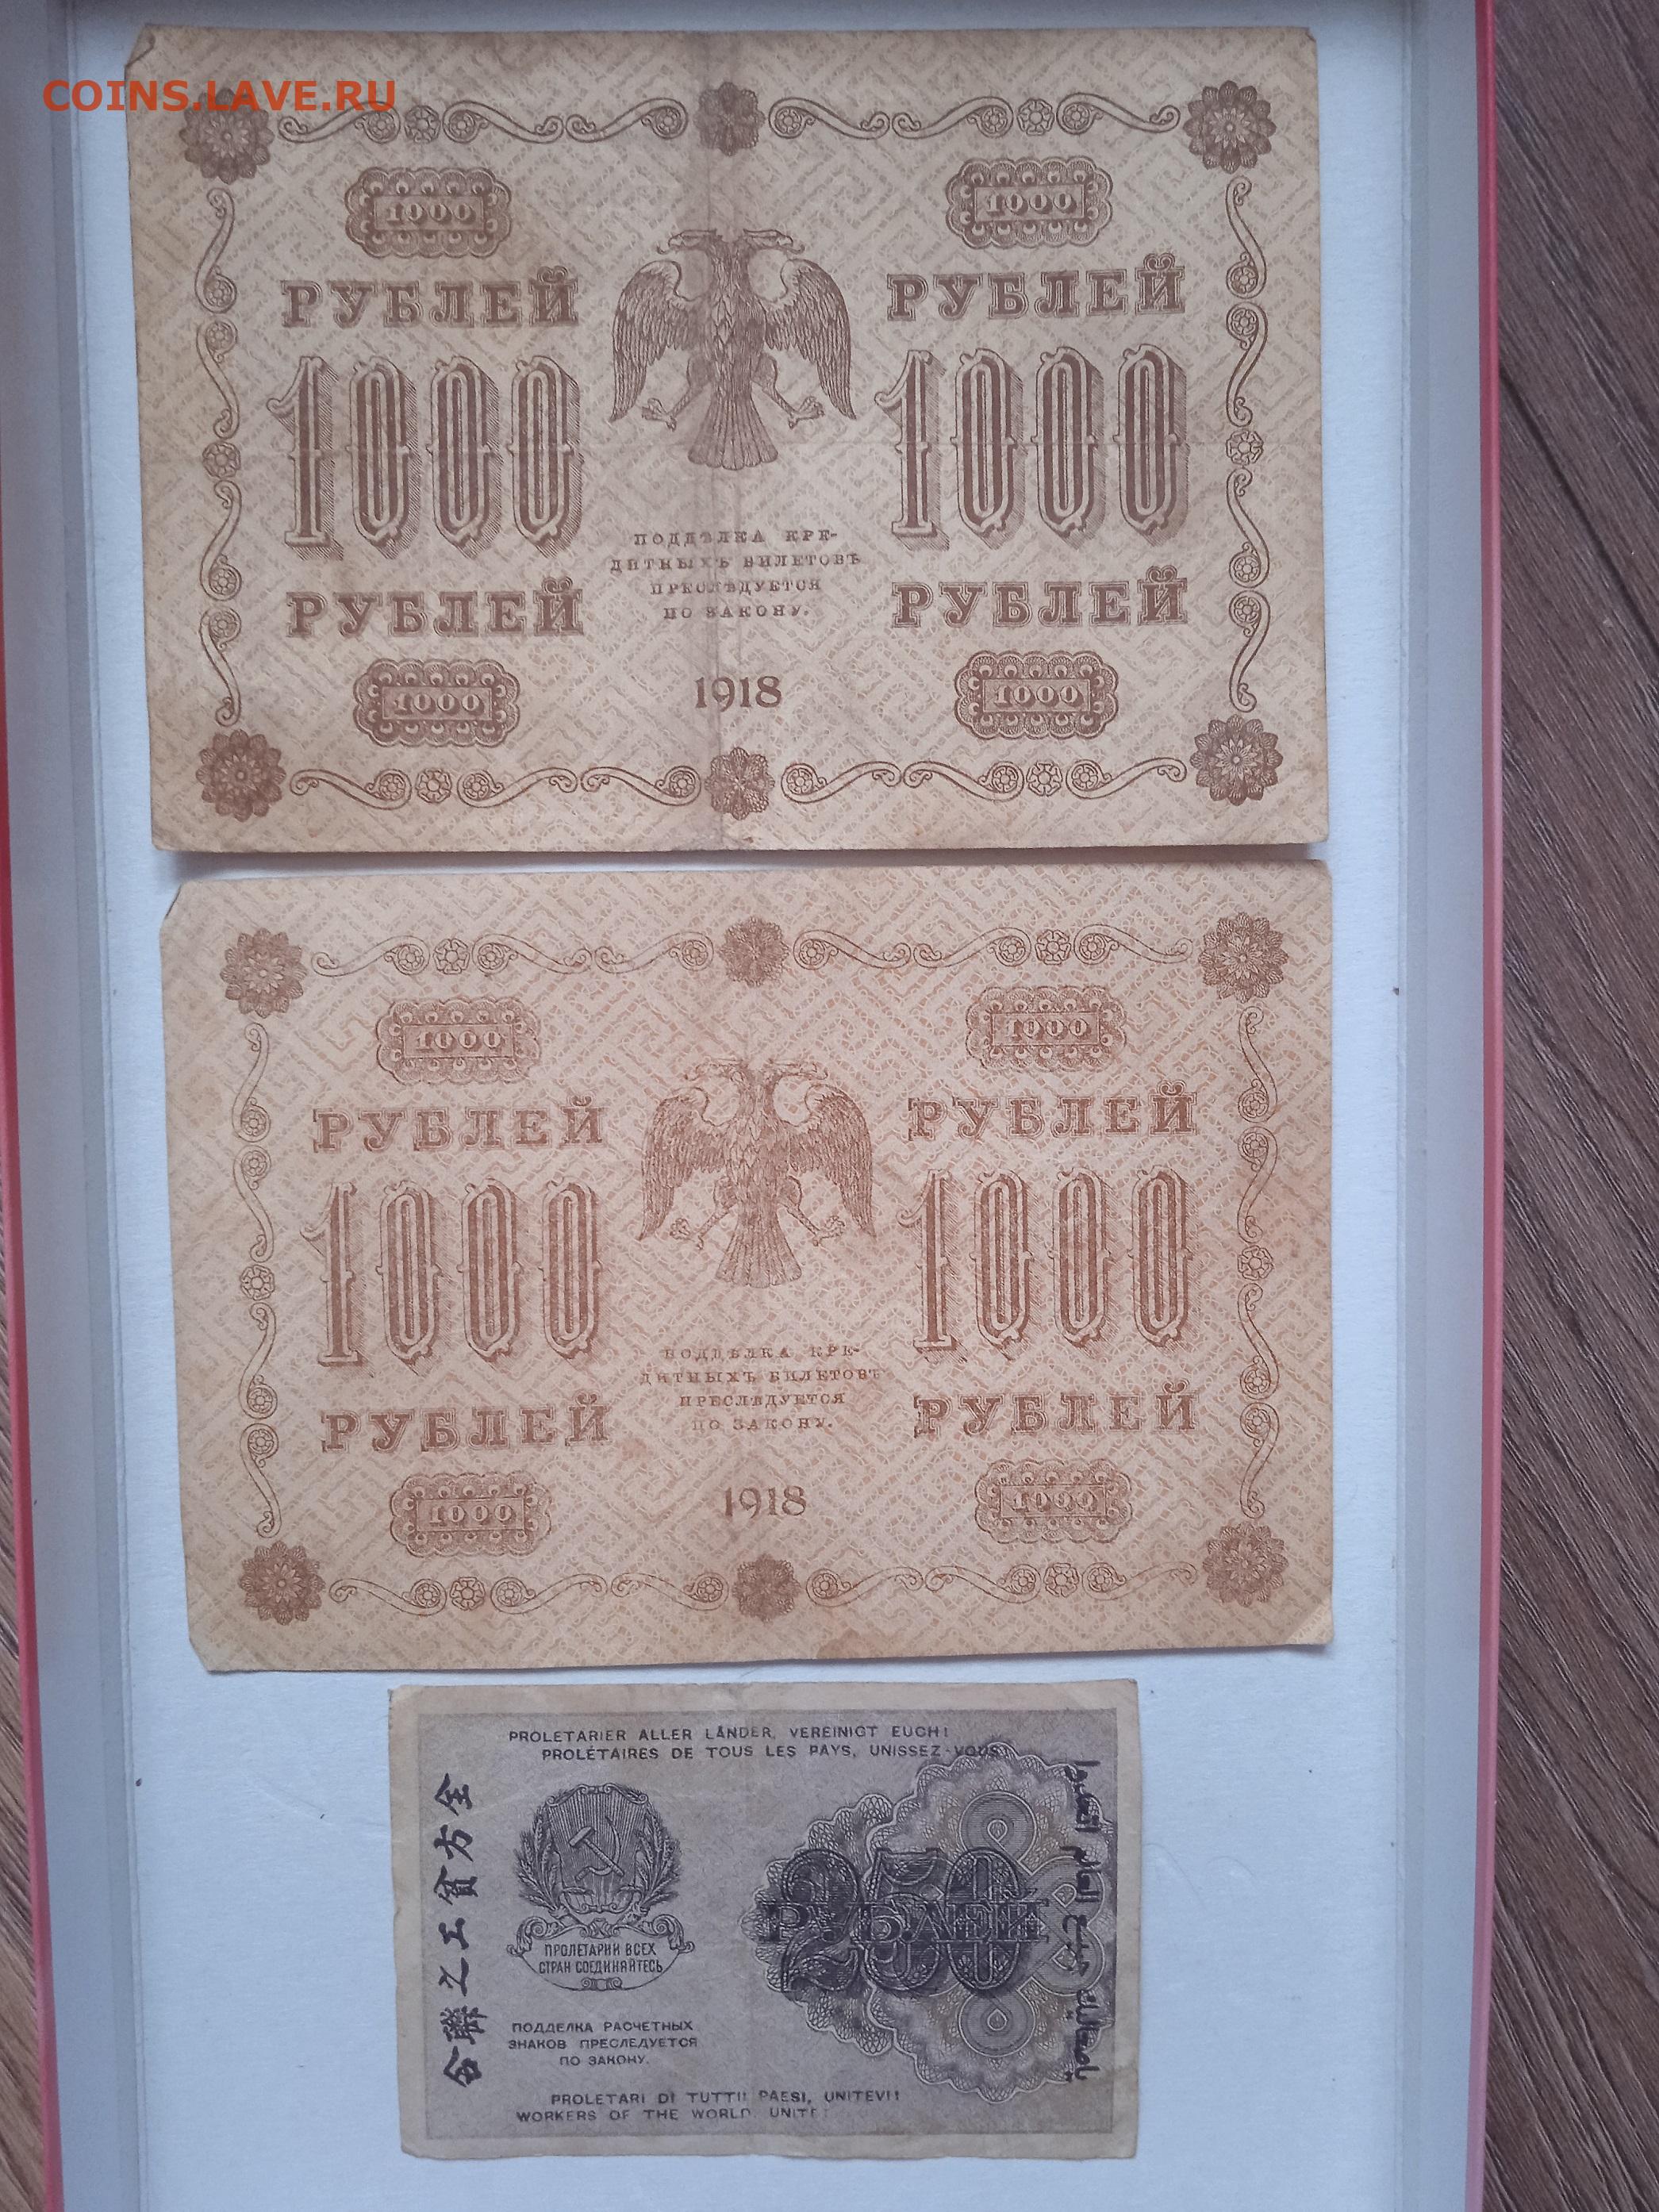 COINS.LAVE.RU
1000 1000
РУБЛЕЙ РУБЛЕЙ
1000 1000
ПОДДѢЛКА КРЕ-
ДИТНЫХЪ БИЛЕТОВЪ
ПРЕСЛѢДУЕТСЯ
ПО ЗАКОНУ.
РУБЛЕЙ РУБЛЕЙ
1000 1918 1000
1000 1000
РУБЛЕЙ РУБЛЕЙ
1000 1000
ПОДДѢЛКА КРЕ-
ДИТНЫХЪ БИЛЕТОВЪ
ПРЕСЛѢДУЕТСЯ
ПО ЗАКОНУ.
РУБЛЕЙ РУБЛЕЙ
1000 1918 1000
PROLETARIER ALLER LÄNDER, VEREINIGT EUCH!
PROLÉTAIRES DE TOUS LES PAYS, UNISSEZ-VOUS!
全方貧工之聯合
250
РУБЛЕЙ
ПРОЛЕТАРИИ ВСЕХ
СТРАН СОЕДИНЯЙТЕСЬ
ПОДДЕЛКА РАСЧЕТНЫХ
ЗНАКОВ ПРЕСЛЕДУЕТСЯ
ПО ЗАКОНУ.
PROLETARI DI TUTTII PAESI, UNITEVI!
WORKERS OF THE WORLD, UNITE